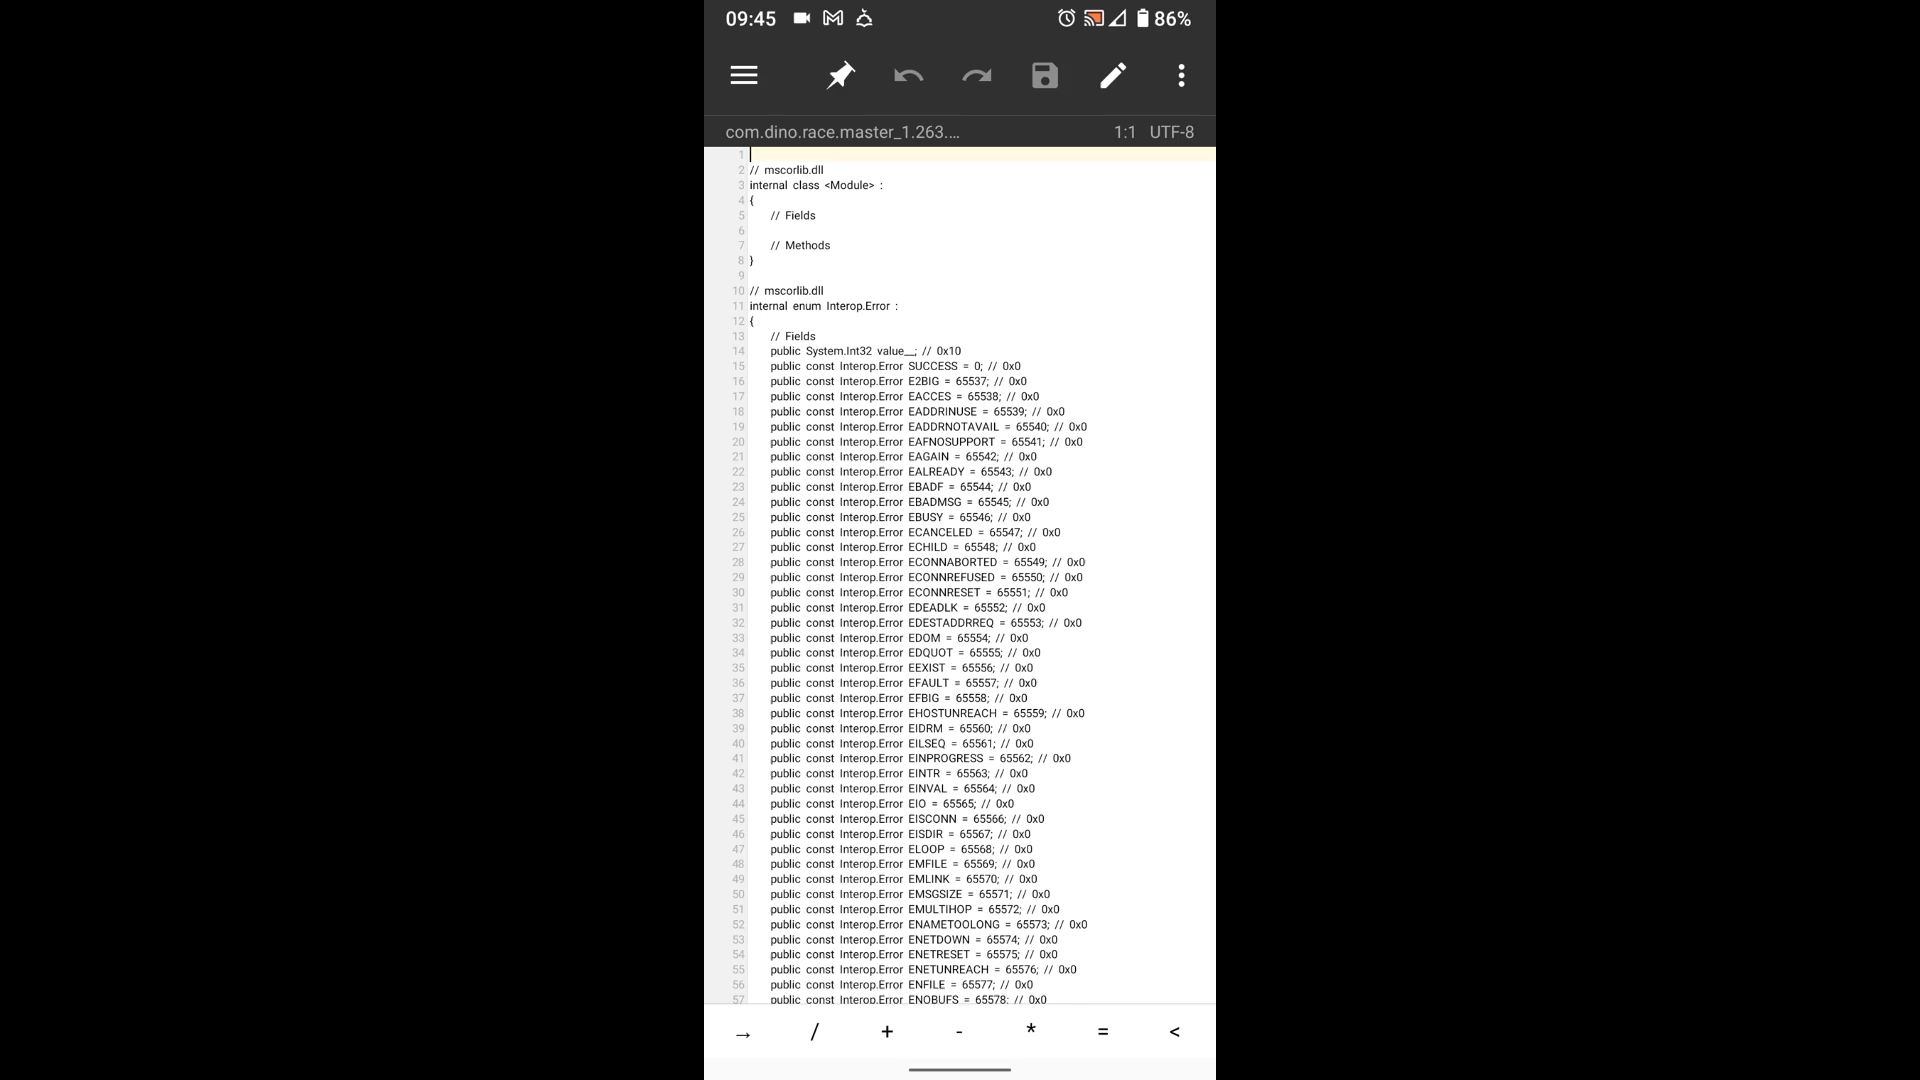 09:45 86%
com.dino.race.master_1.263.... 1:1 UTF-8
1
2 // mscorlib.dll
3 internal class <Module> :
4 {
5 // Fields
6
7 // Methods
8 }
9
10 // mscorlib.dll
11 internal enum Interop.Error :
12 {
13 // Fields
14 public System.Int32 value__; // 0x10
15 public const Interop.Error SUCCESS = 0; // 0x0
16 public const Interop.Error E2BIG = 65537; // 0x0
17 public const Interop.Error EACCES = 65538; // 0x0
18 public const Interop.Error EADDRINUSE = 65539; // 0x0
19 public const Interop.Error EADDRNOTAVAIL = 65540; // 0x0
20 public const Interop.Error EAFNOSUPPORT = 65541; // 0x0
21 public const Interop.Error EAGAIN = 65542; // 0x0
22 public const Interop.Error EALREADY = 65543; // 0x0
23 public const Interop.Error EBADF = 65544; // 0x0
24 public const Interop.Error EBADMSG = 65545; // 0x0
25 public const Interop.Error EBUSY = 65546; // 0x0
26 public const Interop.Error ECANCELED = 65547; // 0x0
27 public const Interop.Error ECHILD = 65548; // 0x0
28 public const Interop.Error ECONNABORTED = 65549; // 0x0
29 public const Interop.Error ECONNREFUSED = 65550; // 0x0
30 public const Interop.Error ECONNRESET = 65551; // 0x0
31 public const Interop.Error EDEADLK = 65552; // 0x0
32 public const Interop.Error EDESTADDRREQ = 65553; // 0x0
33 public const Interop.Error EDOM = 65554; // 0x0
34 public const Interop.Error EDQUOT = 65555; // 0x0
35 public const Interop.Error EEXIST = 65556; // 0x0
36 public const Interop.Error EFAULT = 65557; // 0x0
37 public const Interop.Error EFBIG = 65558; // 0x0
38 public const Interop.Error EHOSTUNREACH = 65559; // 0x0
39 public const Interop.Error EIDRM = 65560; // 0x0
40 public const Interop.Error EILSEQ = 65561; // 0x0
41 public const Interop.Error EINPROGRESS = 65562; // 0x0
42 public const Interop.Error EINTR = 65563; // 0x0
43 public const Interop.Error EINVAL = 65564; // 0x0
44 public const Interop.Error EIO = 65565; // 0x0
45 public const Interop.Error EISCONN = 65566; // 0x0
46 public const Interop.Error EISDIR = 65567; // 0x0
47 public const Interop.Error ELOOP = 65568; // 0x0
48 public const Interop.Error EMFILE = 65569; // 0x0
49 public const Interop.Error EMLINK = 65570; // 0x0
50 public const Interop.Error EMSGSIZE = 65571; // 0x0
51 public const Interop.Error EMULTIHOP = 65572; // 0x0
52 public const Interop.Error ENAMETOOLONG = 65573; // 0x0
53 public const Interop.Error ENETDOWN = 65574; // 0x0
54 public const Interop.Error ENETRESET = 65575; // 0x0
55 public const Interop.Error ENETUNREACH = 65576; // 0x0
56 public const Interop.Error ENFILE = 65577; // 0x0
57 public const Interop.Error ENOBUFS = 65578; // 0x0
→ / + - * = <